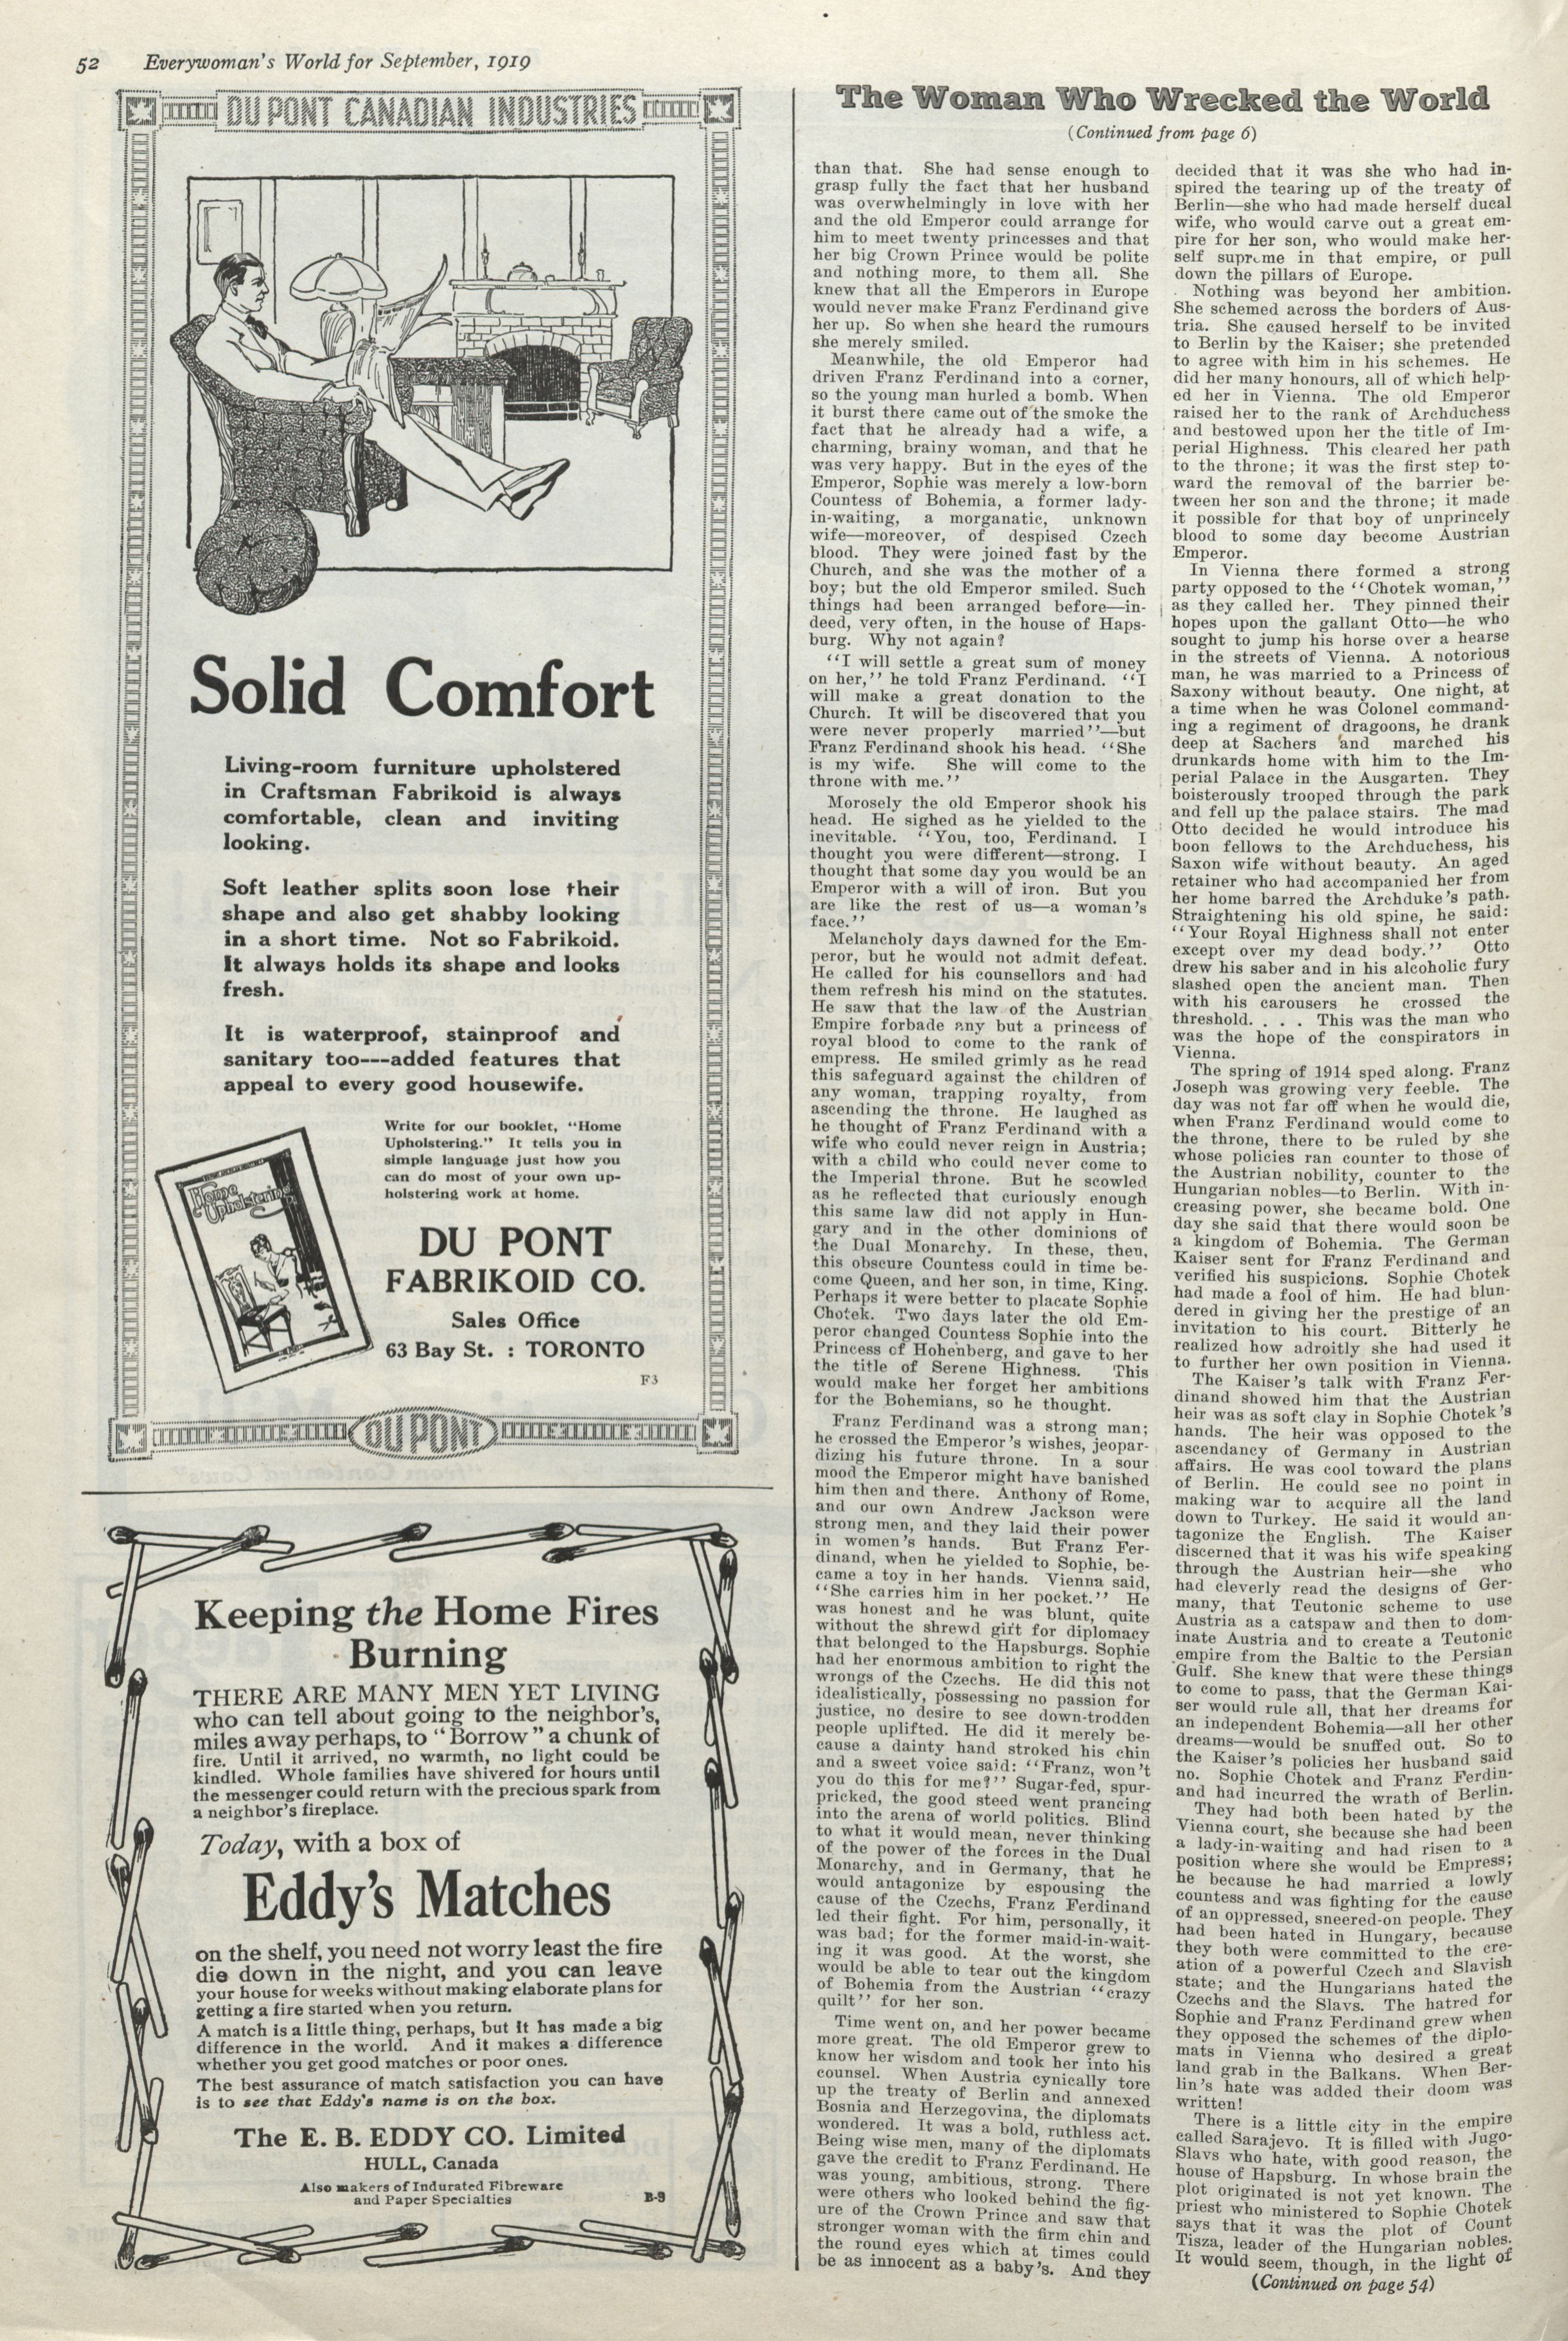 52 Everywoman's World for September, 1919
DU PONT CANADIAN INDUSTRIES
Solid Comfort
Living-room furniture upholstered
in Craftsman Fabrikoid is always
comfortable, clean and inviting
looking.
Soft leather splits soon lose their
shape and also get shabby looking
in a short time. Not so Fabrikoid.
It always holds its shape and looks
fresh.
It is waterproof, stainproof and
sanitary too---added features that
appeal to every good housewife.
Home
Upholstering
Write for our booklet, "Home
Upholstering." It tells you in
simple language just how you
can do most of your own up-
holstering work at home.
DU PONT
FABRIKOID CO.
Sales Office
63 Bay St. : TORONTO
F3
DU PONT
Keeping the Home Fires
Burning
THERE ARE MANY MEN YET LIVING
who can tell about going to the neighbor's,
miles away perhaps, to "Borrow" a chunk of
fire. Until it arrived, no warmth, no light could be
kindled. Whole families have shivered for hours until
the messenger could return with the precious spark from
a neighbor's fireplace.
Today, with a box of
Eddy's Matches
on the shelf, you need not worry least the fire
die down in the night, and you can leave
your house for weeks without making elaborate plans for
getting a fire started when you return.
A match is a little thing, perhaps, but it has made a big
difference in the world. And it makes a difference
whether you get good matches or poor ones.
The best assurance of match satisfaction you can have
is to see that Eddy's name is on the box.
The E. B. EDDY CO. Limited
HULL, Canada
Also makers of Indurated Fibreware
and Paper Specialties
B-9
The Woman Who Wrecked the World
(Continued from page 6)
than that. She had sense enough to
grasp fully the fact that her husband
was overwhelmingly in love with her
and the old Emperor could arrange for
him to meet twenty princesses and that
her big Crown Prince would be polite
and nothing more, to them all. She
knew that all the Emperors in Europe
would never make Franz Ferdinand give
her up. So when she heard the rumours
she merely smiled.
Meanwhile, the old Emperor had
driven Franz Ferdinand into a corner,
so the young man hurled a bomb. When
it burst there came out of the smoke the
fact that he already had a wife, a
charming, brainy woman, and that he
was very happy. But in the eyes of the
Emperor, Sophie was merely a low-born
Countess of Bohemia, a former lady-
in-waiting, a morganatic, unknown
wife—moreover, of despised Czech
blood. They were joined fast by the
Church, and she was the mother of a
boy; but the old Emperor smiled. Such
things had been arranged before—in-
deed, very often, in the house of Haps-
burg. Why not again?
"I will settle a great sum of money
on her," he told Franz Ferdinand. "I
will make a great donation to the
Church. It will be discovered that you
were never properly married"—but
Franz Ferdinand shook his head. "She
is my wife. She will come to the
throne with me."
Morosely the old Emperor shook his
head. He sighed as he yielded to the
inevitable. "You, too, Ferdinand. I
thought you were different—strong. I
thought that some day you would be an
Emperor with a will of iron. But you
are like the rest of us—a woman's
face."
Melancholy days dawned for the Em-
peror, but he would not admit defeat.
He called for his counsellors and had
them refresh his mind on the statutes.
He saw that the law of the Austrian
Empire forbade any but a princess of
royal blood to come to the rank of
empress. He smiled grimly as he read
this safeguard against the children of
any woman, trapping royalty, from
ascending the throne. He laughed as
he thought of Franz Ferdinand with a
wife who could never reign in Austria;
with a child who could never come to
the Imperial throne. But he scowled
as he reflected that curiously enough
this same law did not apply in Hun-
gary and in the other dominions of
the Dual Monarchy. In these, then,
this obscure Countess could in time be-
come Queen, and her son, in time, King.
Perhaps it were better to placate Sophie
Chotek. Two days later the old Em-
peror changed Countess Sophie into the
Princess of Hohenberg, and gave to her
the title of Serene Highness. This
would make her forget her ambitions
for the Bohemians, so he thought.
Franz Ferdinand was a strong man;
he crossed the Emperor's wishes, jeopar-
dizing his future throne. In a sour
mood the Emperor might have banished
him then and there. Anthony of Rome,
and our own Andrew Jackson were
strong men, and they laid their power
in women's hands. But Franz Fer-
dinand, when he yielded to Sophie, be-
came a toy in her hands. Vienna said,
"She carries him in her pocket." He
was honest and he was blunt, quite
without the shrewd gift for diplomacy
that belonged to the Hapsburgs. Sophie
had her enormous ambition to right the
wrongs of the Czechs. He did this not
idealistically, possessing no passion for
justice, no desire to see down-trodden
people uplifted. He did it merely be-
cause a dainty hand stroked his chin
and a sweet voice said: "Franz, won't
you do this for me?" Sugar-fed, spur-
pricked, the good steed went prancing
into the arena of world politics. Blind
to what it would mean, never thinking
of the power of the forces in the Dual
Monarchy, and in Germany, that he
would antagonize by espousing the
cause of the Czechs, Franz Ferdinand
led their fight. For him, personally, it
was bad; for the former maid-in-wait-
ing it was good. At the worst, she
would be able to tear out the kingdom
of Bohemia from the Austrian "crazy
quilt" for her son.
Time went on, and her power became
more great. The old Emperor grew to
know her wisdom and took her into his
counsel. When Austria cynically tore
up the treaty of Berlin and annexed
Bosnia and Herzegovina, the diplomats
wondered. It was a bold, ruthless act.
Being wise men, many of the diplomats
gave the credit to Franz Ferdinand. He
was young, ambitious, strong. There
were others who looked behind the fig-
ure of the Crown Prince and saw that
stronger woman with the firm chin and
the round eyes which at times could
be as innocent as a baby's. And they
decided that it was she who had in-
spired the tearing up of the treaty of
Berlin—she who had made herself ducal
wife, who would carve out a great em-
pire for her son, who would make her-
self supreme in that empire, or pull
down the pillars of Europe.
Nothing was beyond her ambition.
She schemed across the borders of Aus-
tria. She caused herself to be invited
to Berlin by the Kaiser; she pretended
to agree with him in his schemes. He
did her many honours, all of which help-
ed her in Vienna. The old Emperor
raised her to the rank of Archduchess
and bestowed upon her the title of Im-
perial Highness. This cleared her path
to the throne; it was the first step to-
ward the removal of the barrier be-
tween her son and the throne; it made
it possible for that boy of unprincely
blood to some day become Austrian
Emperor.
In Vienna there formed a strong
party opposed to the "Chotek woman,"
as they called her. They pinned their
hopes upon the gallant Otto—he who
sought to jump his horse over a hearse
in the streets of Vienna. A notorious
man, he was married to a Princess of
Saxony without beauty. One night, at
a time when he was Colonel command-
ing a regiment of dragoons, he drank
deep at Sachers and marched his
drunkards home with him to the Im-
perial Palace in the Ausgarten. They
boisterously trooped through the park
and fell up the palace stairs. The mad
Otto decided he would introduce his
boon fellows to the Archduchess, his
Saxon wife without beauty. An aged
retainer who had accompanied her from
her home barred the Archduke's path.
Straightening his old spine, he said:
"Your Royal Highness shall not enter
except over my dead body." Otto
drew his saber and in his alcoholic fury
slashed open the ancient man. Then
with his carousers he crossed the
threshold. . . . This was the man who
was the hope of the conspirators in
Vienna.
The spring of 1914 sped along. Franz
Joseph was growing very feeble. The
day was not far off when he would die,
when Franz Ferdinand would come to
the throne, there to be ruled by she
whose policies ran counter to those of
the Austrian nobility, counter to the
Hungarian nobles—to Berlin. With in-
creasing power, she became bold. One
day she said that there would soon be
a kingdom of Bohemia. The German
Kaiser sent for Franz Ferdinand and
verified his suspicions. Sophie Chotek
had made a fool of him. He had blun-
dered in giving her the prestige of an
invitation to his court. Bitterly he
realized how adroitly she had used it
to further her own position in Vienna.
The Kaiser's talk with Franz Fer-
dinand showed him that the Austrian
heir was as soft clay in Sophie Chotek's
hands. The heir was opposed to the
ascendancy of Germany in Austrian
affairs. He was cool toward the plans
of Berlin. He could see no point in
making war to acquire all the land
down to Turkey. He said it would an-
tagonize the English. The Kaiser
discerned that it was his wife speaking
through the Austrian heir—she who
had cleverly read the designs of Ger-
many, that Teutonic scheme to use
Austria as a catspaw and then to dom-
inate Austria and to create a Teutonic
empire from the Baltic to the Persian
Gulf. She knew that were these things
to come to pass, that the German Kai-
ser would rule all, that her dreams for
an independent Bohemia—all her other
dreams—would be snuffed out. So to
the Kaiser's policies her husband said
no. Sophie Chotek and Franz Ferdin-
and had incurred the wrath of Berlin.
They had both been hated by the
Vienna court, she because she had been
a lady-in-waiting and had risen to a
position where she would be Empress;
he because he had married a lowly
countess and was fighting for the cause
of an oppressed, sneered-on people. They
had been hated in Hungary, because
they both were committed to the cre-
ation of a powerful Czech and Slavish
state; and the Hungarians hated the
Czechs and the Slavs. The hatred for
Sophie and Franz Ferdinand grew when
they opposed the schemes of the diplo-
mats in Vienna who desired a great
land grab in the Balkans. When Ber-
lin's hate was added their doom was
written!
There is a little city in the empire
called Sarajevo. It is filled with Jugo-
Slavs who hate, with good reason, the
house of Hapsburg. In whose brain the
plot originated is not yet known. The
priest who ministered to Sophie Chotek
says that it was the plot of Count
Tisza, leader of the Hungarian nobles.
It would seem, though, in the light of
(Continued on page 54)